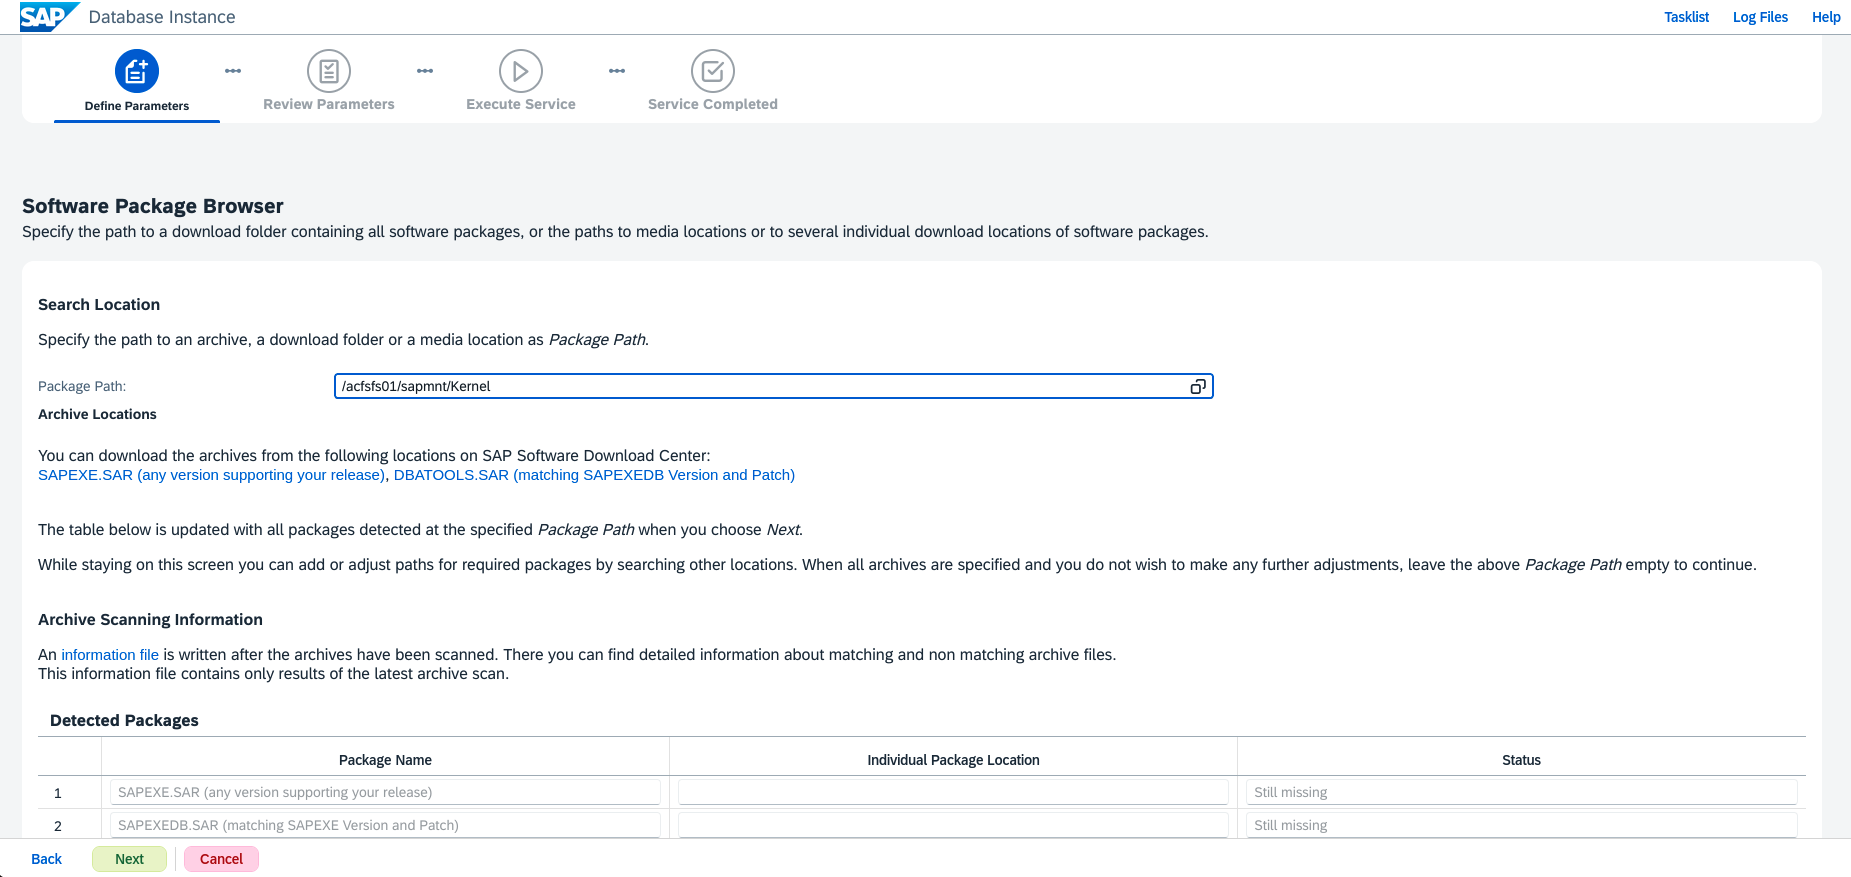 SAP Database Instance Tasklist Log Files Help
Define Parameters Review Parameters Execute Service Service Completed
Software Package Browser
Specify the path to a download folder containing all software packages, or the paths to media locations or to several individual download locations of software packages.
Search Location
Specify the path to an archive, a download folder or a media location as Package Path.
Package Path: /acfsfs01/sapmnt/Kernel
Archive Locations
You can download the archives from the following locations on SAP Software Download Center:
SAPEXE.SAR (any version supporting your release), DBATOOLS.SAR (matching SAPEXEDB Version and Patch)
The table below is updated with all packages detected at the specified Package Path when you choose Next.
While staying on this screen you can add or adjust paths for required packages by searching other locations. When all archives are specified and you do not wish to make any further adjustments, leave the above Package Path empty to continue.
Archive Scanning Information
An information file is written after the archives have been scanned. There you can find detailed information about matching and non matching archive files.
This information file contains only results of the latest archive scan.
Detected Packages
Package Name Individual Package Location Status
1 SAPEXE.SAR (any version supporting your release) Still missing
2 SAPEXEDB.SAR (matching SAPEXE Version and Patch) Still missing
Back Next Cancel